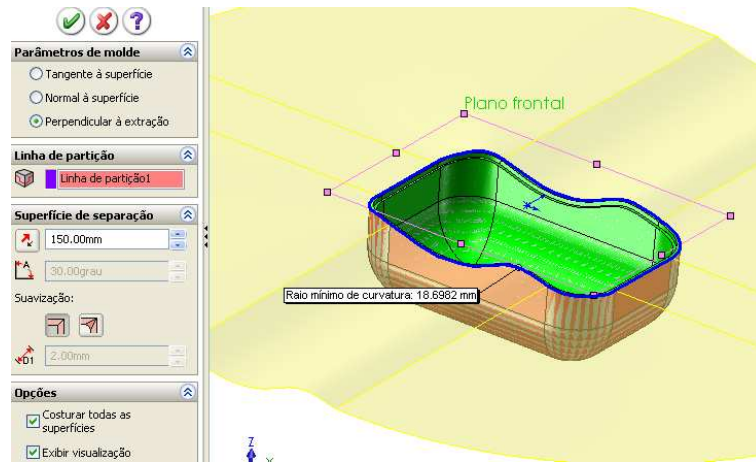 Parâmetros de molde
Tangente à superfície
Normal à superfície
Perpendicular à extração
Linha de partição
Linha de partição1
Superfície de separação
150.00mm
A
30.00grau
Suavização:
D1
2.00mm
Opções
Costurar todas as
superfícies
Exibir visualização
Plano frontal
Raio mínimo de curvatura: 18.6982 mm
Z